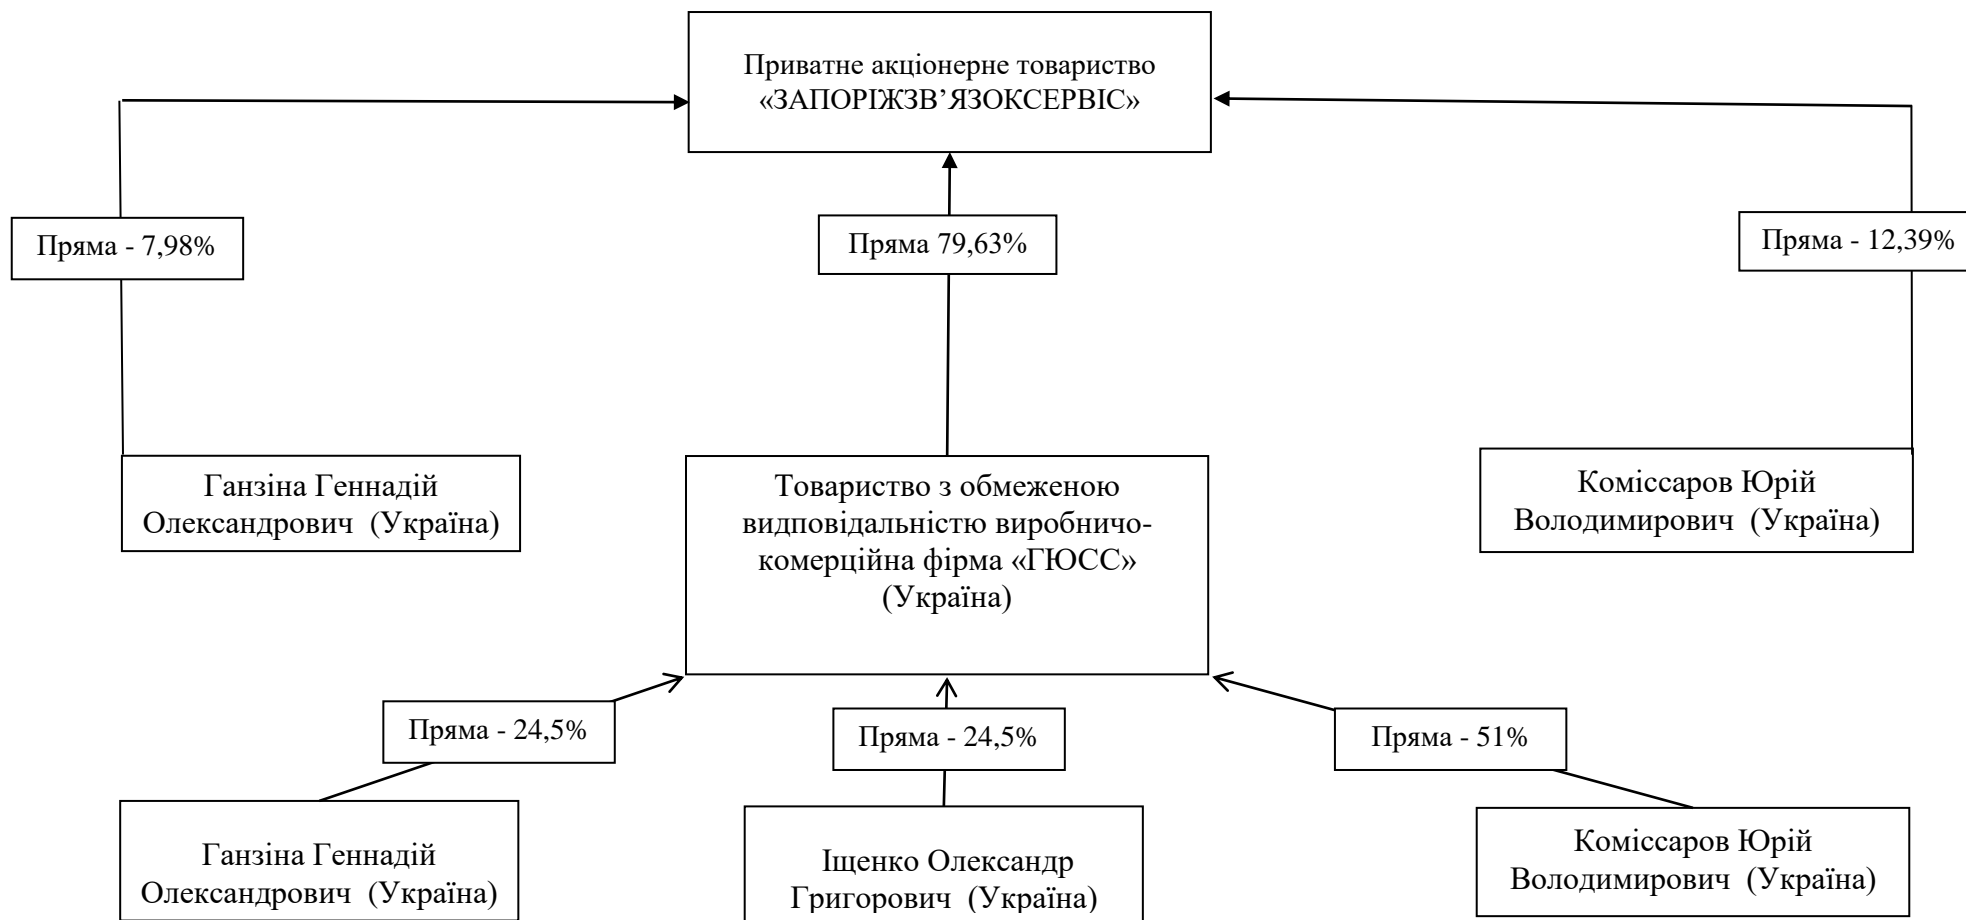 Приватне акціонерне товариство
«ЗАПОРІЖЗВ’ЯЗОКСЕРВІС»
Пряма - 7,98%
Пряма 79,63%
Пряма - 12,39%
Ганзіна Геннадій
Олександрович (Україна)
Товариство з обмеженою
видповідальністю виробничо-
комерційна фірма «ГЮСС»
(Україна)
Коміссаров Юрій
Володимирович (Україна)
Пряма - 24,5%
Пряма - 24,5%
Пряма - 51%
Ганзіна Геннадій
Олександрович (Україна)
Іщенко Олександр
Григорович (Україна)
Коміссаров Юрій
Володимирович (Україна)